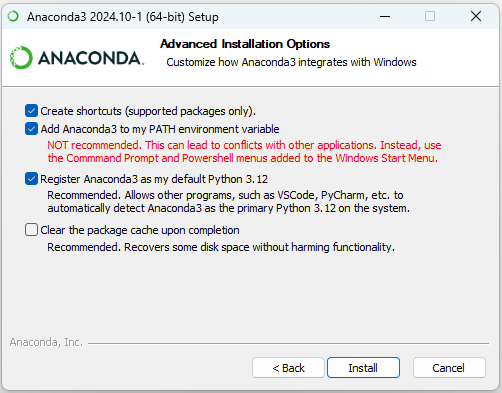 Anaconda3 2024.10-1 (64-bit) Setup
ANACONDA.
Advanced Installation Options
Customize how Anaconda3 integrates with Windows
Create shortcuts (supported packages only).
Add Anaconda3 to my PATH environment variable
NOT recommended. This can lead to conflicts with other applications. Instead, use
the Commmand Prompt and Powershell menus added to the Windows Start Menu.
Register Anaconda3 as my default Python 3.12
Recommended. Allows other programs, such as VSCode, PyCharm, etc. to
automatically detect Anaconda3 as the primary Python 3.12 on the system.
Clear the package cache upon completion
Recommended. Recovers some disk space without harming functionality.
Anaconda, Inc.
< Back
Install
Cancel